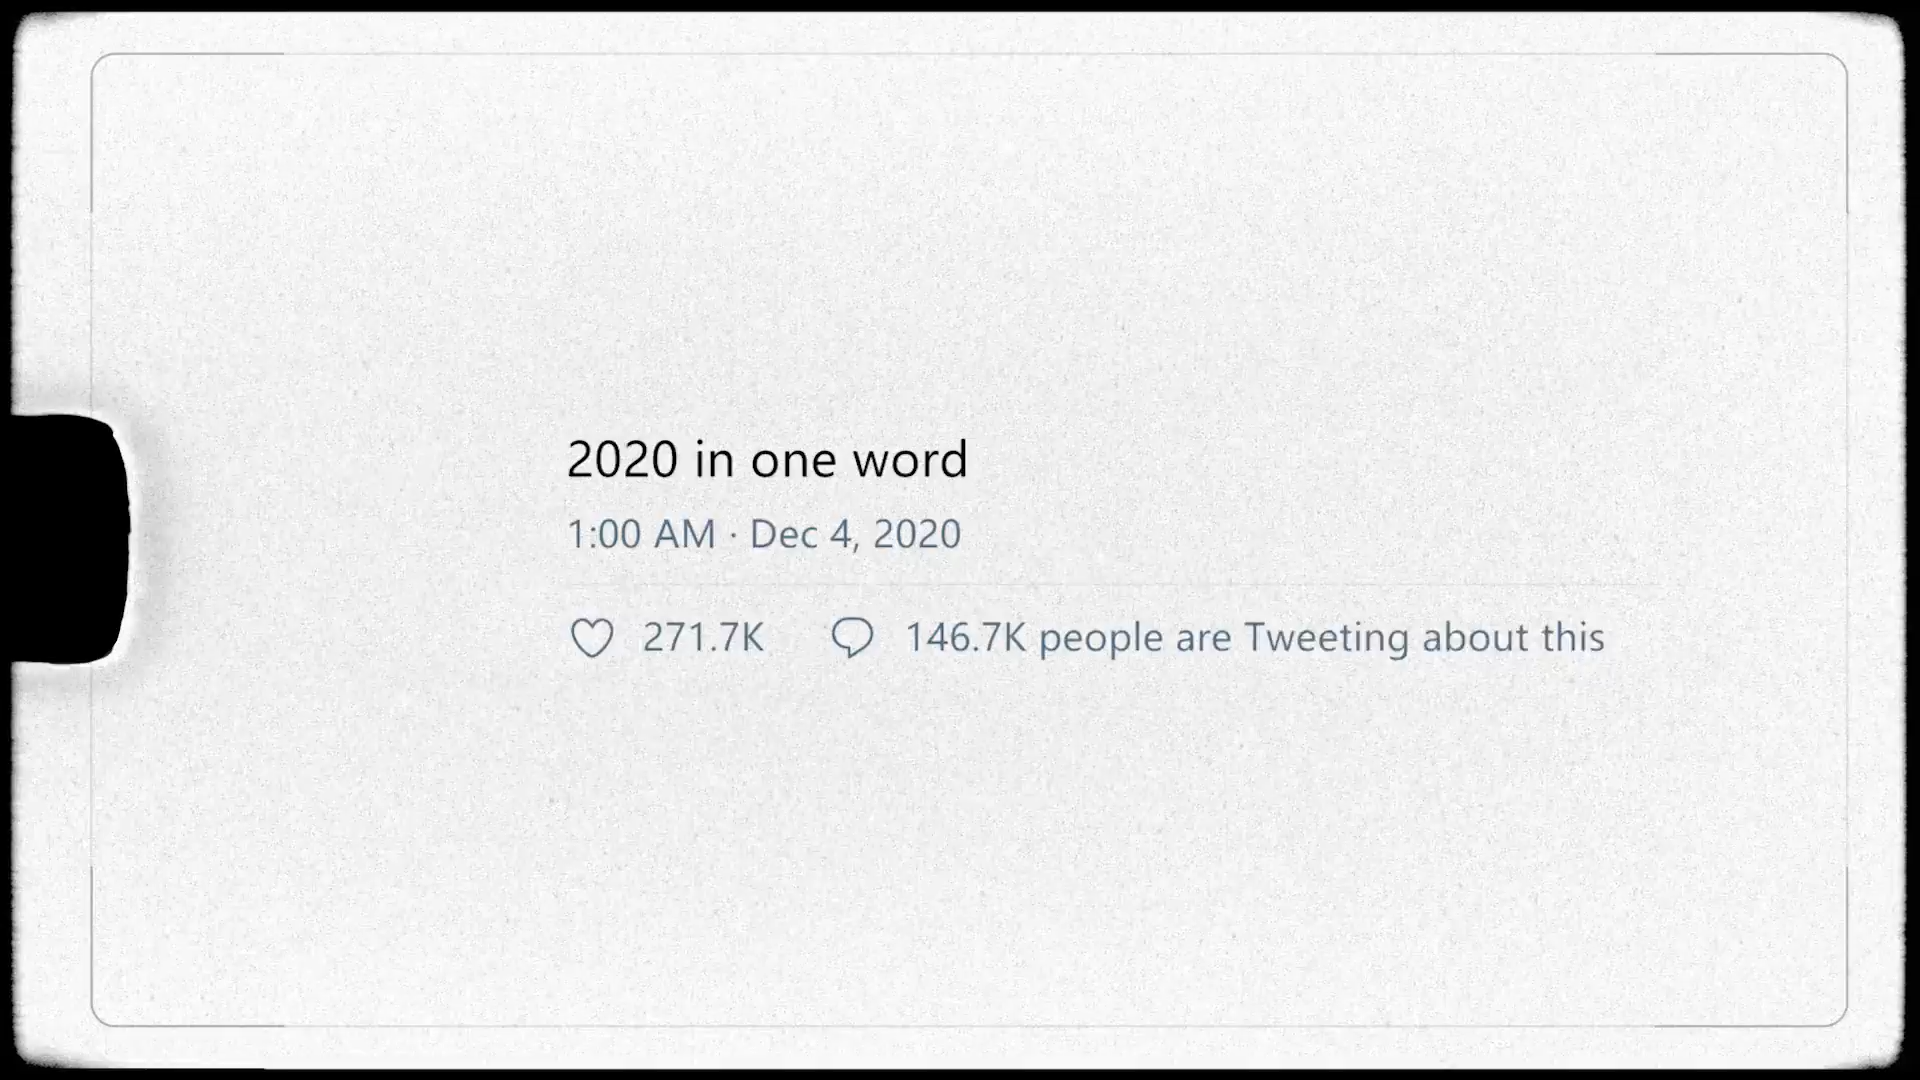 2020 in one word
1:00 AM · Dec 4, 2020
271.7K 146.7K people are Tweeting about this